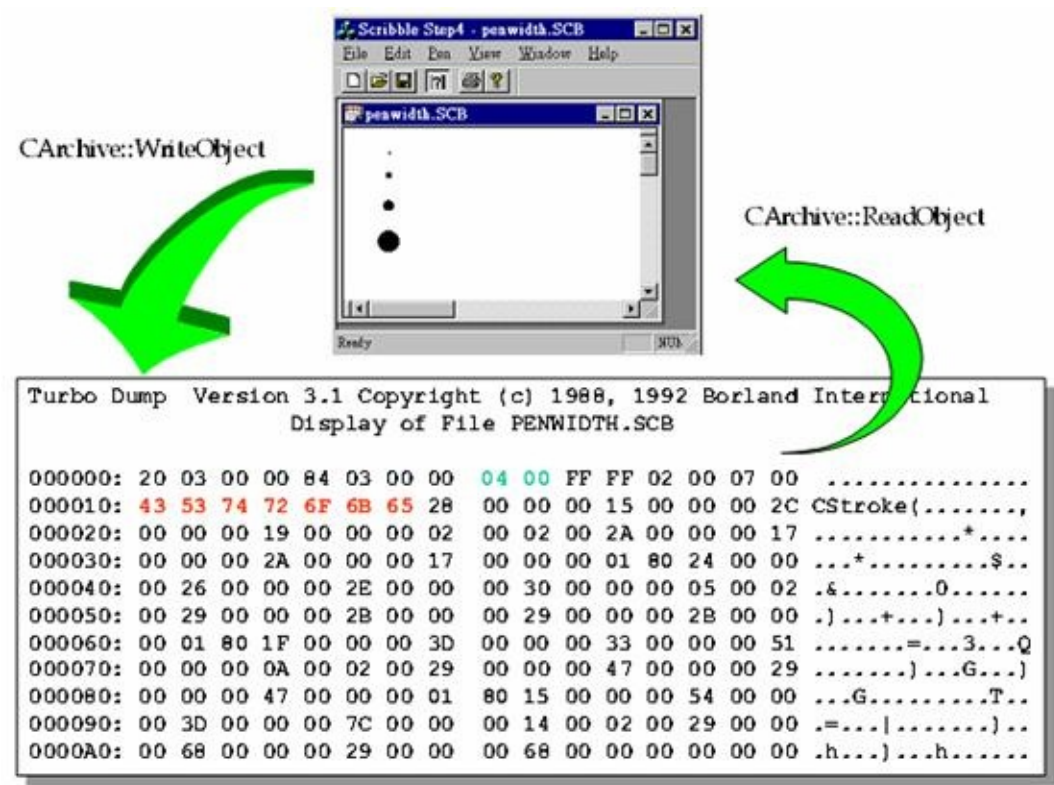 Scribble Step4 - penwidth.SCB
File Edit Pen View Window Help
penwidth.SCB
CArchive::WriteObject
CArchive::ReadObject
Ready NUM
Turbo Dump Version 3.1 Copyright (c) 1988, 1992 Borland International
Display of File PENWIDTH.SCB
000000: 20 03 00 00 84 03 00 00 04 00 FF FF 02 00 07 00 ................
000010: 43 53 74 72 6F 6B 65 28 00 00 00 15 00 00 00 2C CStroke(.......,
000020: 00 00 00 19 00 00 00 02 00 02 00 2A 00 00 00 17 ...........*....
000030: 00 00 00 2A 00 00 00 17 00 00 00 01 80 24 00 00 ...*.........$..
000040: 00 26 00 00 00 2E 00 00 00 30 00 00 00 05 00 02 .&.......0......
000050: 00 29 00 00 00 2B 00 00 00 29 00 00 00 2B 00 00 .)...+...)...+..
000060: 00 01 80 1F 00 00 00 3D 00 00 00 33 00 00 00 51 .......=...3...Q
000070: 00 00 00 0A 00 02 00 29 00 00 00 47 00 00 00 29 .......)...G...)
000080: 00 00 00 47 00 00 00 01 80 15 00 00 00 54 00 00 ...G.........T..
000090: 00 3D 00 00 00 7C 00 00 00 14 00 02 00 29 00 00 .=...|.......)..
0000A0: 00 68 00 00 00 29 00 00 00 68 00 00 00 00 00 00 .h...)...h......